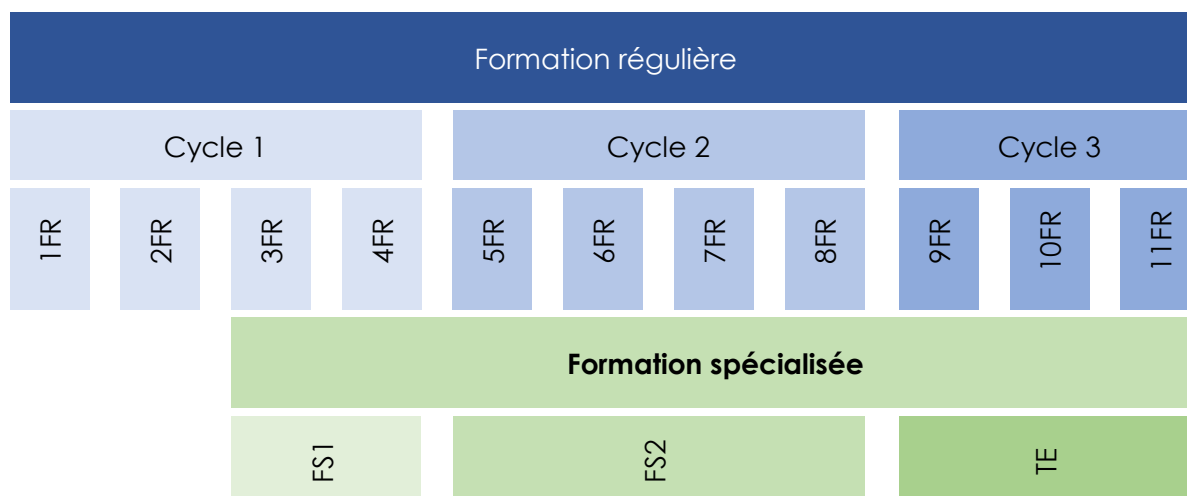 Formation régulière
Cycle 1
Cycle 2
Cycle 3
1FR
2FR
3FR
4FR
5FR
6FR
7FR
8FR
9FR
10FR
11FR
Formation spécialisée
FS1
FS2
TE